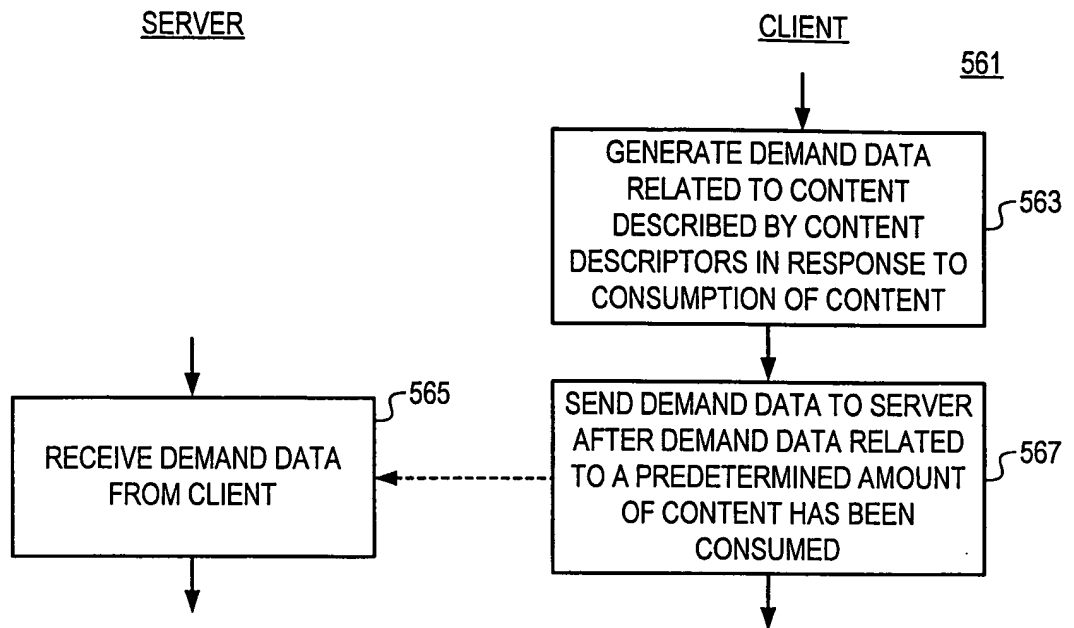 SERVER
CLIENT
561
GENERATE DEMAND DATA
RELATED TO CONTENT
DESCRIBED BY CONTENT
DESCRIPTORS IN RESPONSE TO
CONSUMPTION OF CONTENT
563
565
RECEIVE DEMAND DATA
FROM CLIENT
SEND DEMAND DATA TO SERVER
AFTER DEMAND DATA RELATED
TO A PREDETERMINED AMOUNT
OF CONTENT HAS BEEN
CONSUMED
567